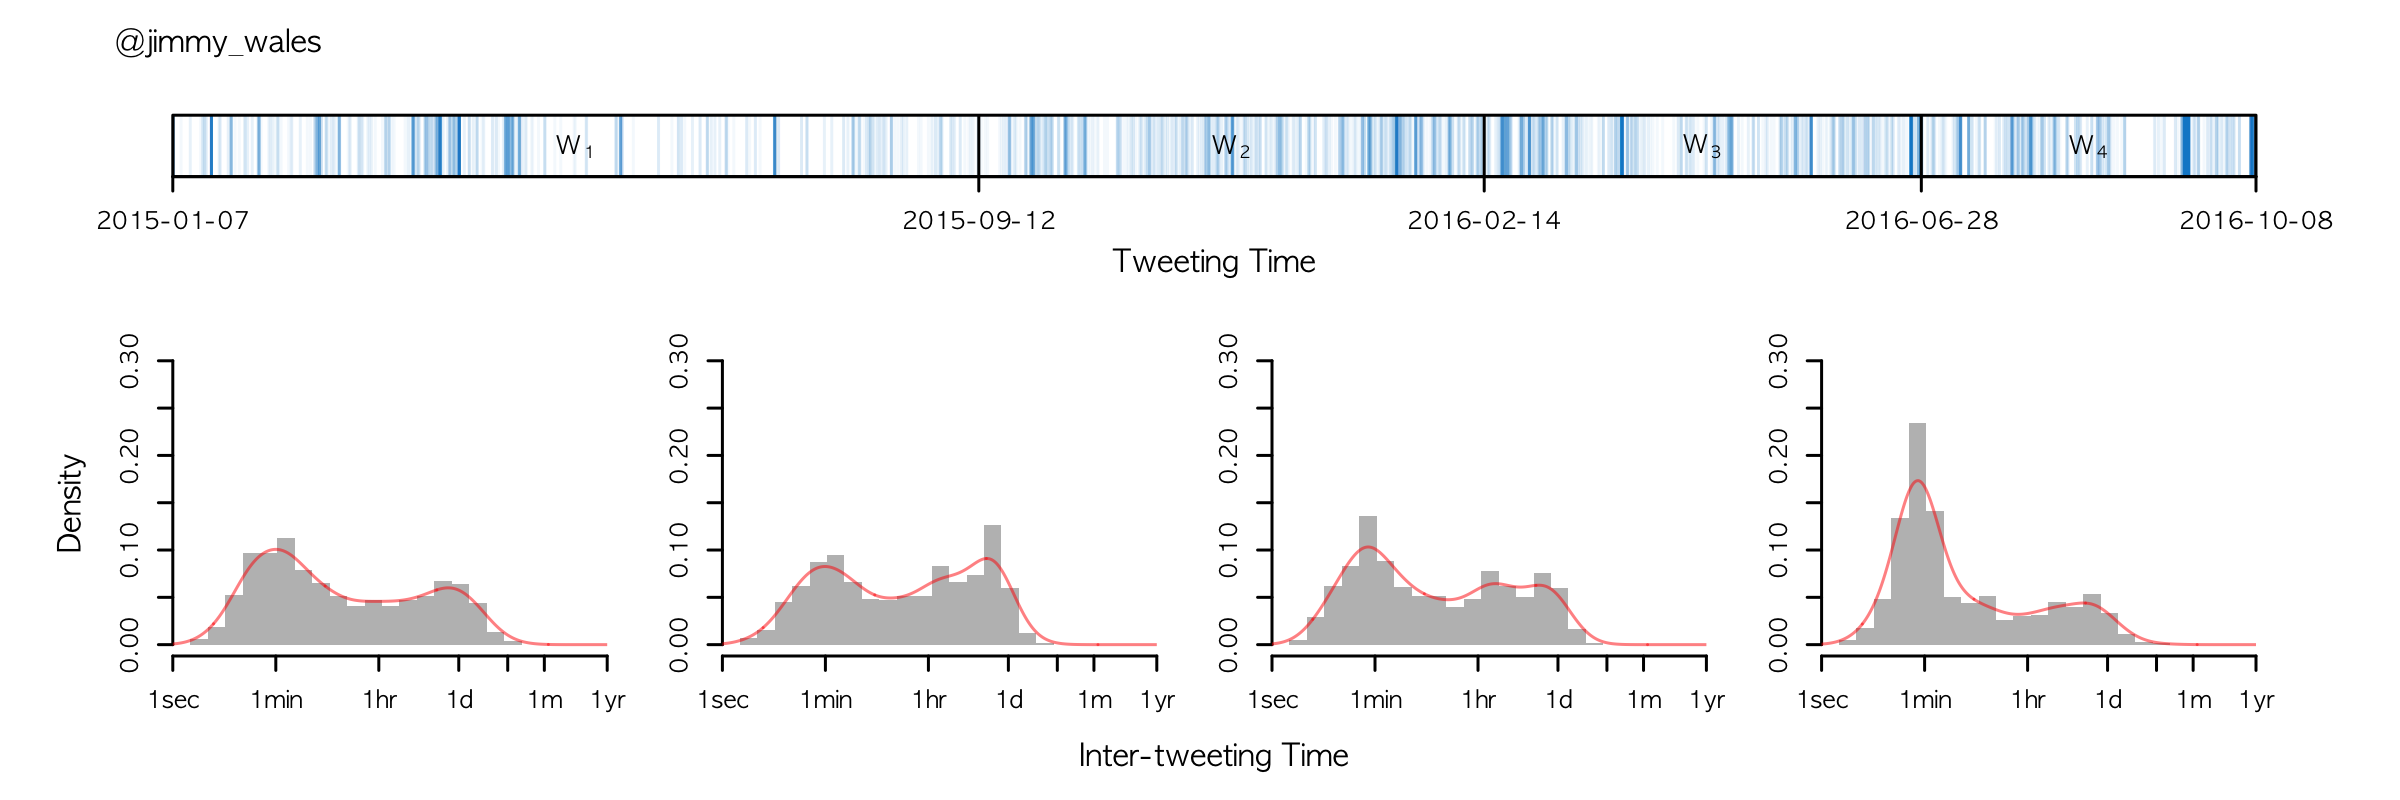 @jimmy_wales
W1 W2 W3 W4
2015-01-07 2015-09-12 2016-02-14 2016-06-28 2016-10-08
Tweeting Time
Density
0.00 0.10 0.20 0.30
0.00 0.10 0.20 0.30
0.00 0.10 0.20 0.30
0.00 0.10 0.20 0.30
1sec 1min 1hr 1d 1m 1yr 1sec 1min 1hr 1d 1m 1yr 1sec 1min 1hr 1d 1m 1yr 1sec 1min 1hr 1d 1m 1yr
Inter-tweeting Time